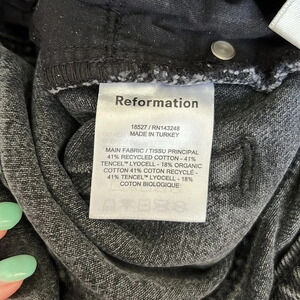 Reformation
18527 / RN143248
MADE IN TURKEY
MAIN FABRIC / TISSU PRINCIPAL
41% RECYCLED COTTON - 41%
TENCEL™ LYOCELL - 18% ORGANIC
COTTON 41% COTON RECYCLÉ -
41% TENCEL™ LYOCELL - 18%
COTON BIOLOGIQUE